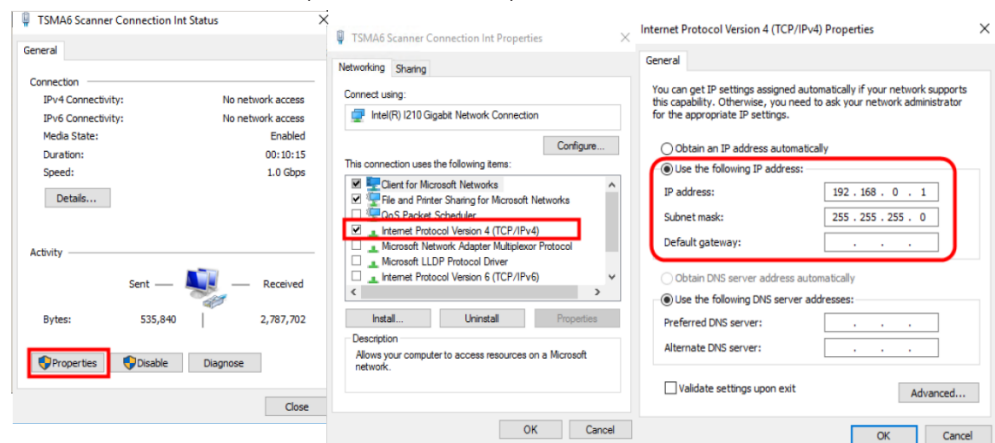 TSMA6 Scanner Connection Int Status
General
Connection
IPv4 Connectivity: No network access
IPv6 Connectivity: No network access
Media State: Enabled
Duration: 00:10:15
Speed: 1.0 Gbps
Details...
Activity
Sent Received
Bytes: 535,840 2,787,702
Properties Disable Diagnose
Close
TSMA6 Scanner Connection Int Properties
Networking Sharing
Connect using:
Intel(R) I210 Gigabit Network Connection
Configure...
This connection uses the following items:
Client for Microsoft Networks
File and Printer Sharing for Microsoft Networks
QoS Packet Scheduler
Internet Protocol Version 4 (TCP/IPv4)
Microsoft Network Adapter Multiplexor Protocol
Microsoft LLDP Protocol Driver
Internet Protocol Version 6 (TCP/IPv6)
Install... Uninstall Properties
Description
Allows your computer to access resources on a Microsoft
network.
OK Cancel
Internet Protocol Version 4 (TCP/IPv4) Properties
General
You can get IP settings assigned automatically if your network supports
this capability. Otherwise, you need to ask your network administrator
for the appropriate IP settings.
Obtain an IP address automatically
Use the following IP address:
IP address: 192 . 168 . 0 . 1
Subnet mask: 255 . 255 . 255 . 0
Default gateway: . . .
Obtain DNS server address automatically
Use the following DNS server addresses:
Preferred DNS server: . . .
Alternate DNS server: . . .
Validate settings upon exit
Advanced...
OK Cancel